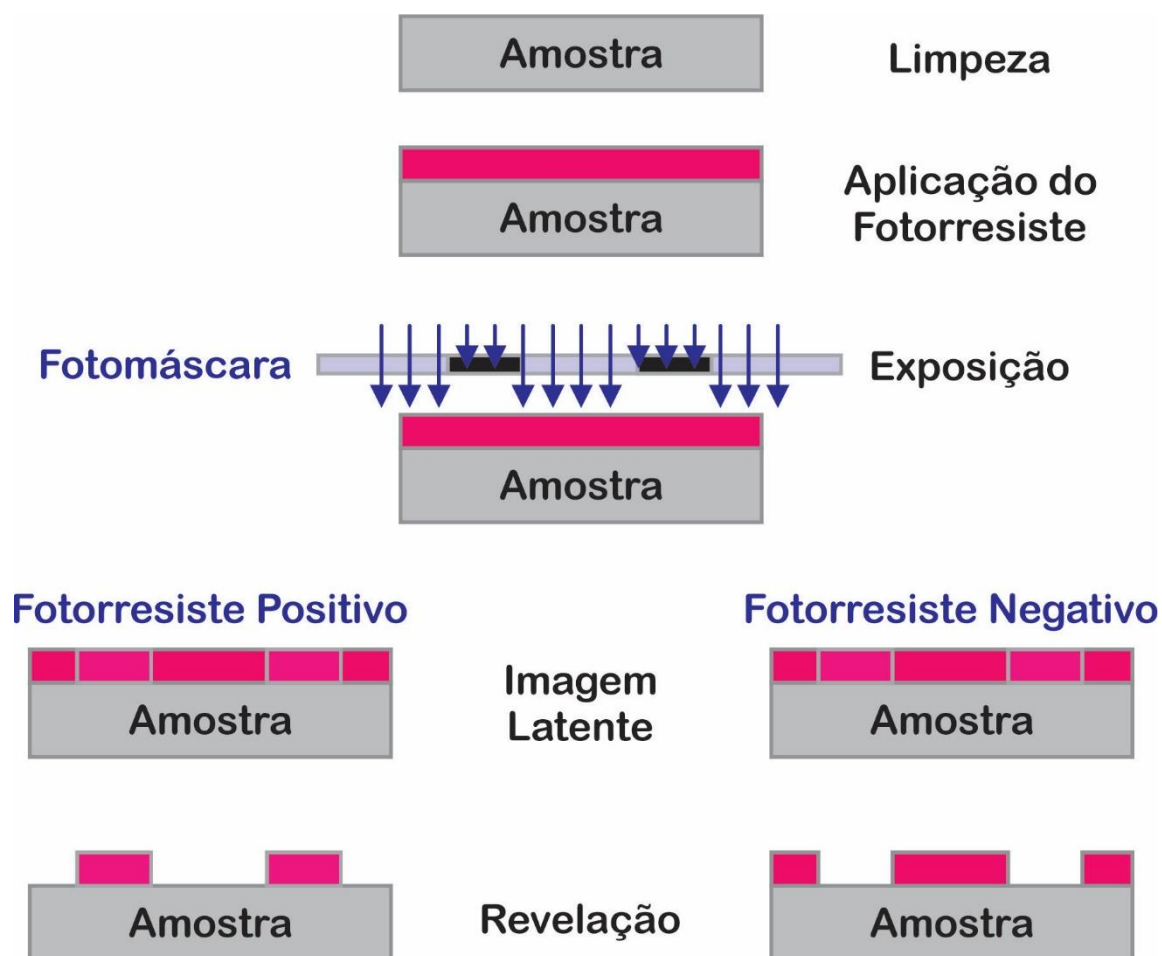 Amostra
Limpeza
Amostra
Aplicação do
Fotorresiste
Fotomáscara
Exposição
Amostra
Fotorresiste Positivo
Fotorresiste Negativo
Amostra
Imagem
Latente
Amostra
Amostra
Revelação
Amostra